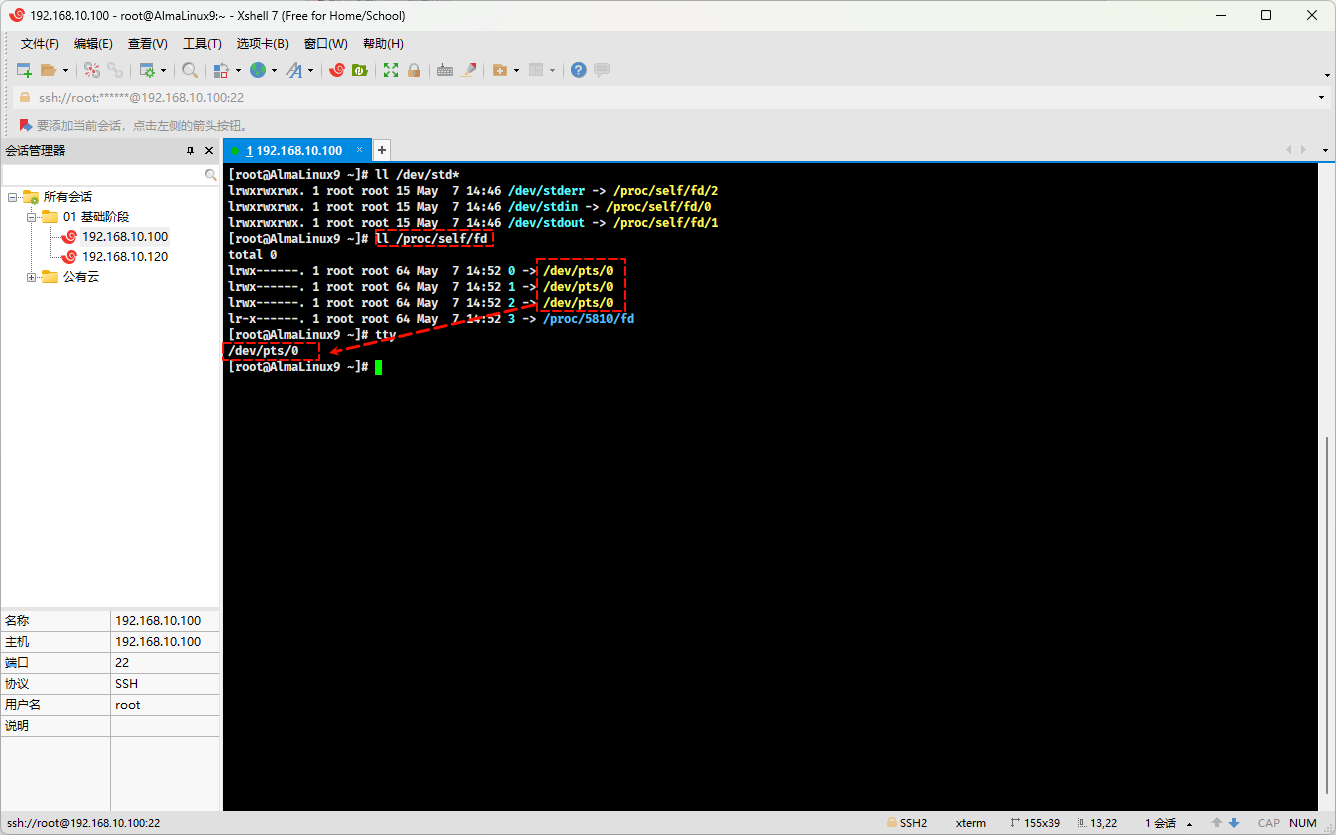 192.168.10.100 - root@AlmaLinux9:~ - Xshell 7 (Free for Home/School)
文件(F) 编辑(E) 查看(V) 工具(T) 选项卡(B) 窗口(W) 帮助(H)
ssh://root:******@192.168.10.100:22
要添加当前会话，点击左侧的箭头按钮。
会话管理器
1 192.168.10.100
所有会话
01 基础阶段
192.168.10.100
192.168.10.120
公有云
[root@AlmaLinux9 ~]# ll /dev/std*
lrwxrwxrwx. 1 root root 15 May  7 14:46 /dev/stderr -> /proc/self/fd/2
lrwxrwxrwx. 1 root root 15 May  7 14:46 /dev/stdin -> /proc/self/fd/0
lrwxrwxrwx. 1 root root 15 May  7 14:46 /dev/stdout -> /proc/self/fd/1
[root@AlmaLinux9 ~]# ll /proc/self/fd
total 0
lrwx------. 1 root root 64 May  7 14:52 0 -> /dev/pts/0
lrwx------. 1 root root 64 May  7 14:52 1 -> /dev/pts/0
lrwx------. 1 root root 64 May  7 14:52 2 -> /dev/pts/0
lr-x------. 1 root root 64 May  7 14:52 3 -> /proc/5810/fd
[root@AlmaLinux9 ~]# tty
/dev/pts/0
[root@AlmaLinux9 ~]#
名称 192.168.10.100
主机 192.168.10.100
端口 22
协议 SSH
用户名 root
说明
ssh://root@192.168.10.100:22 SSH2 xterm 155x39 13,22 1 会话 CAP NUM